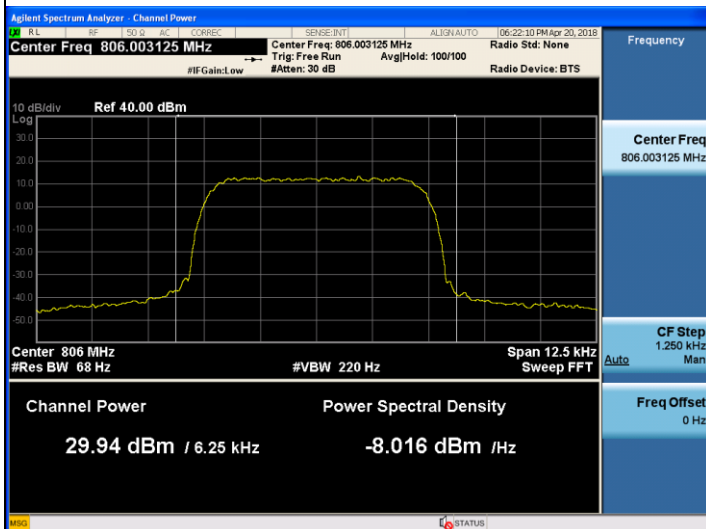 Agilent Spectrum Analyzer - Channel Power
LXI RL RF 50 Ω AC CORREC SENSE:INT ALIGN AUTO 06:22:10 PM Apr 20, 2018
Center Freq 806.003125 MHz Center Freq: 806.003125 MHz Radio Std: None Frequency
Trig: Free Run Avg|Hold: 100/100
#IFGain:Low #Atten: 30 dB Radio Device: BTS
10 dB/div Ref 40.00 dBm
Log
30.0
20.0
10.0
0.00
-10.0
-20.0
-30.0
-40.0
-50.0
Center Freq
806.003125 MHz
Center 806 MHz Span 12.5 kHz
#Res BW 68 Hz #VBW 220 Hz Sweep FFT
CF Step
1.250 kHz
Auto Man
Channel Power Power Spectral Density
29.94 dBm / 6.25 kHz -8.016 dBm /Hz
Freq Offset
0 Hz
MSG STATUS